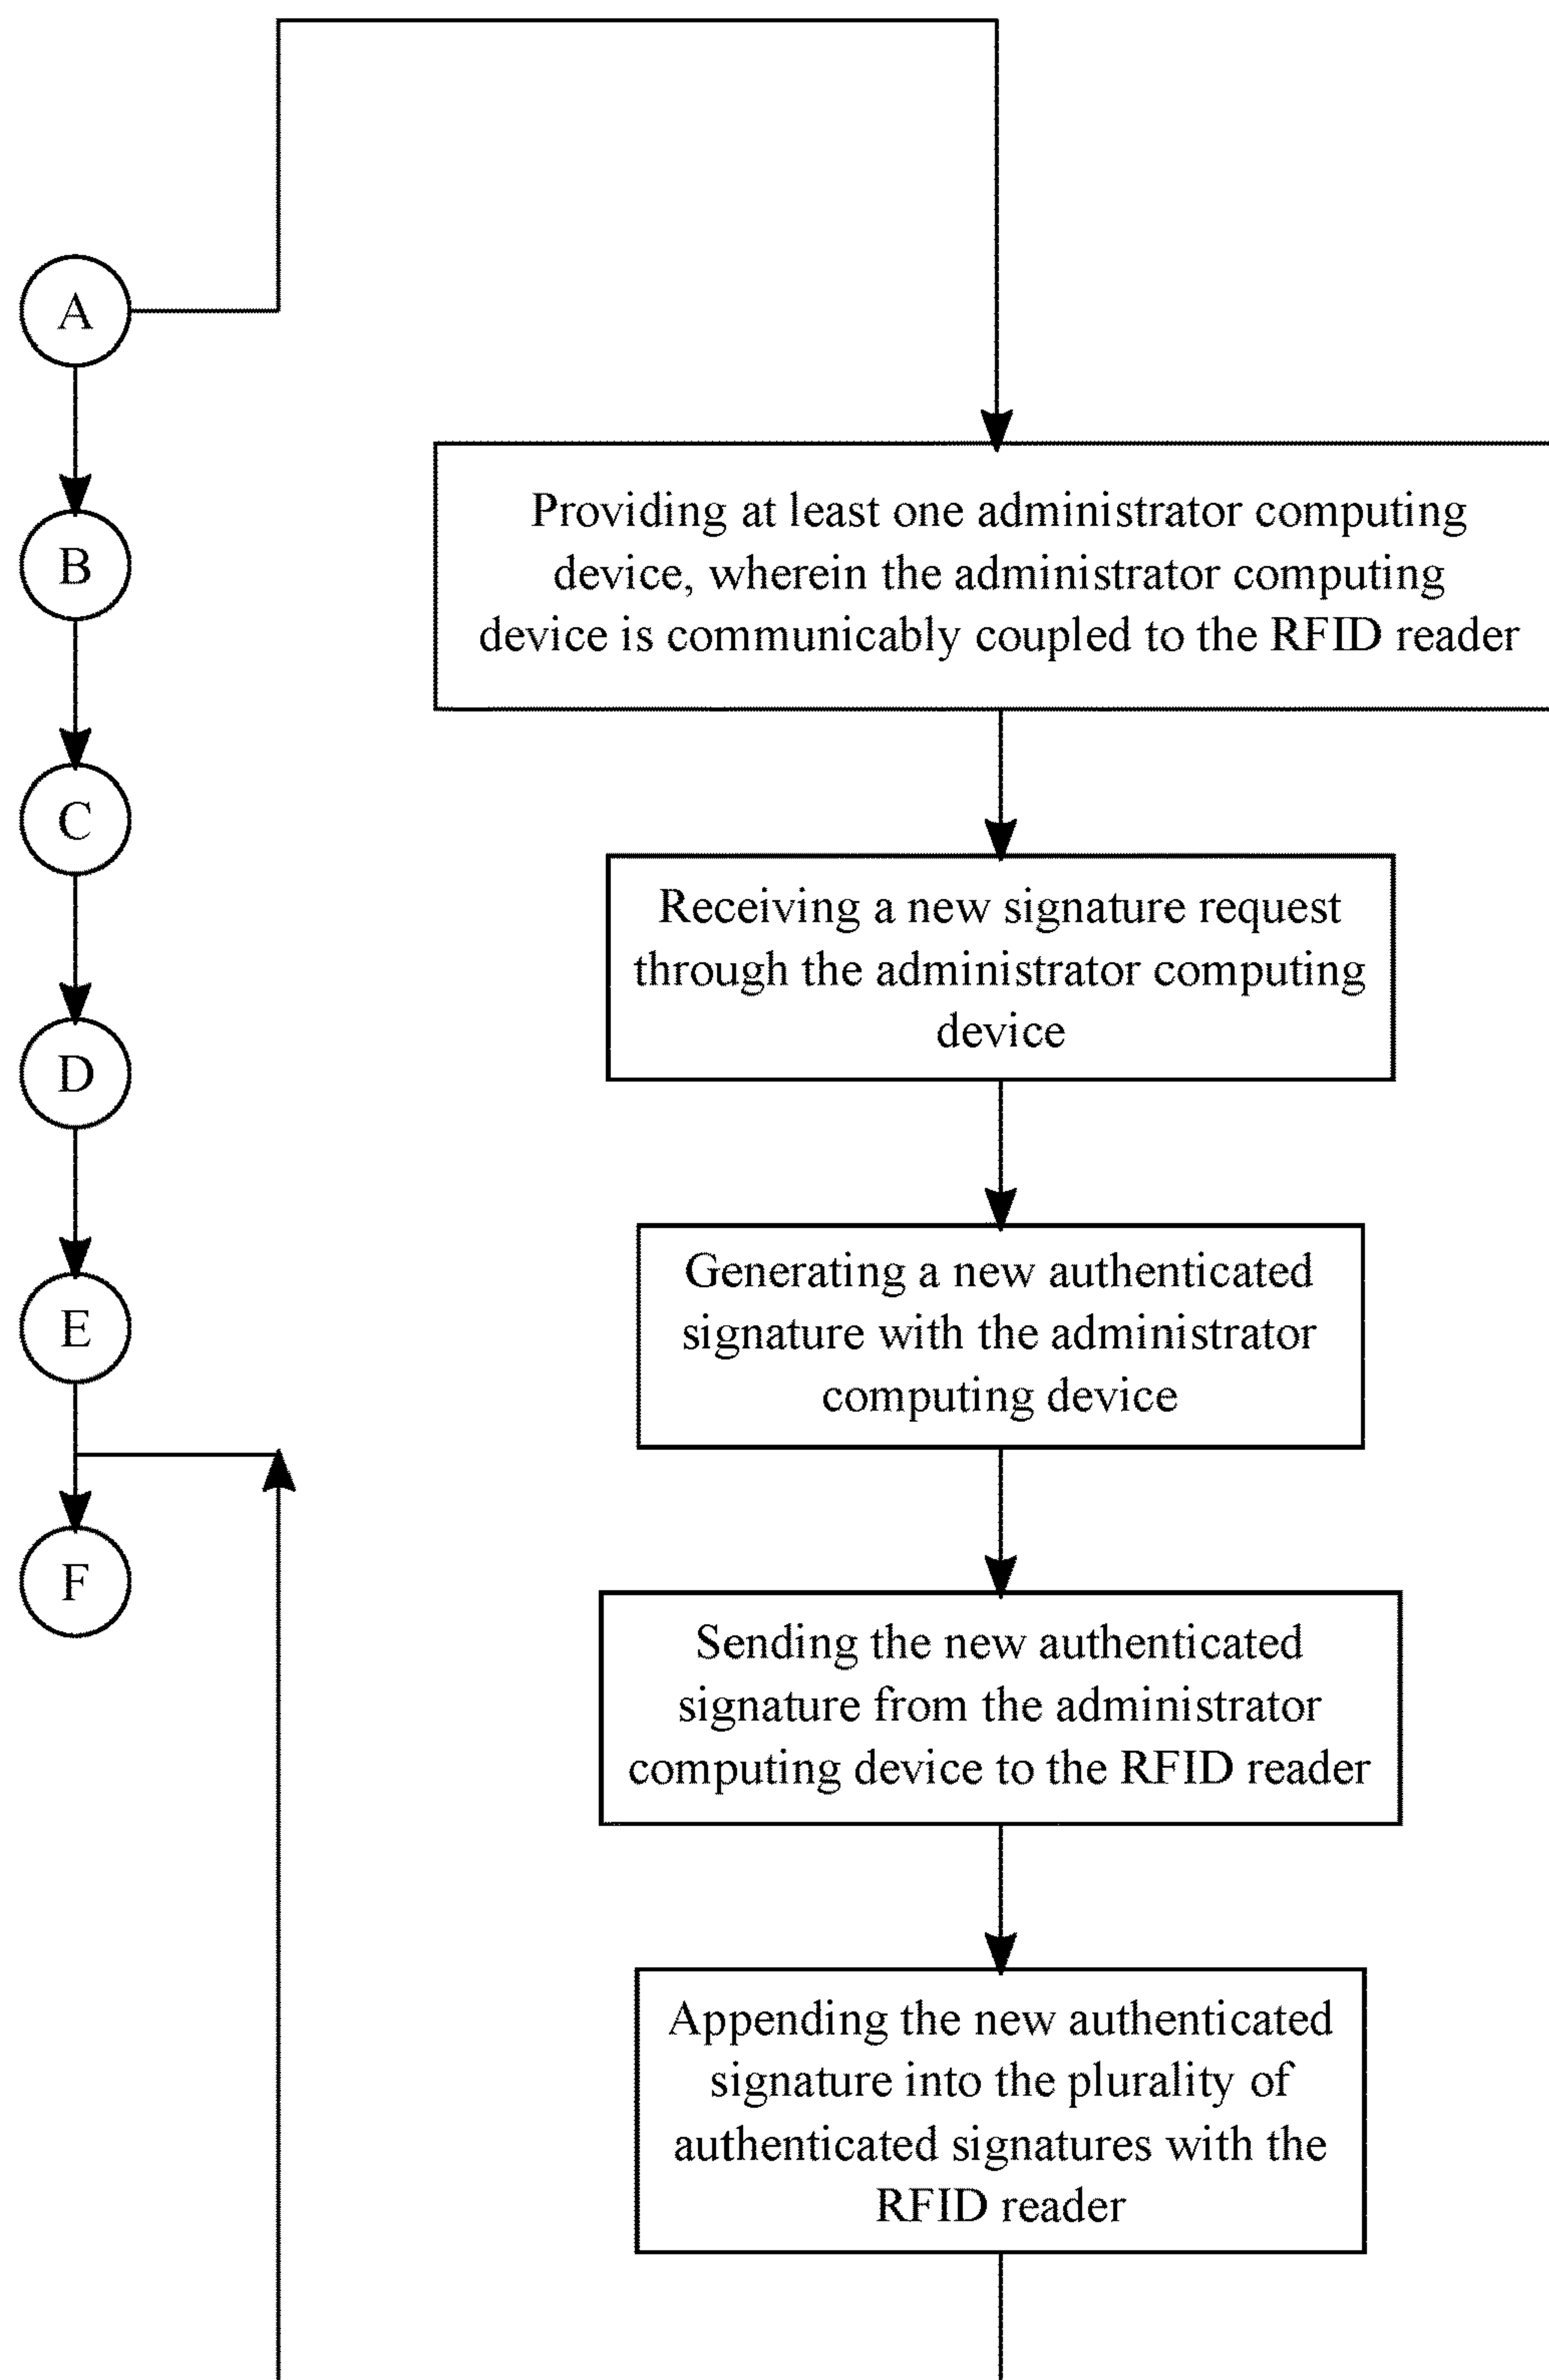 A
B
C
D
E
F
Providing at least one administrator computing
device, wherein the administrator computing
device is communicably coupled to the RFID reader
Receiving a new signature request
through the administrator computing
device
Generating a new authenticated
signature with the administrator
computing device
Sending the new authenticated
signature from the administrator
computing device to the RFID reader
Appending the new authenticated
signature into the plurality of
authenticated signatures with the
RFID reader